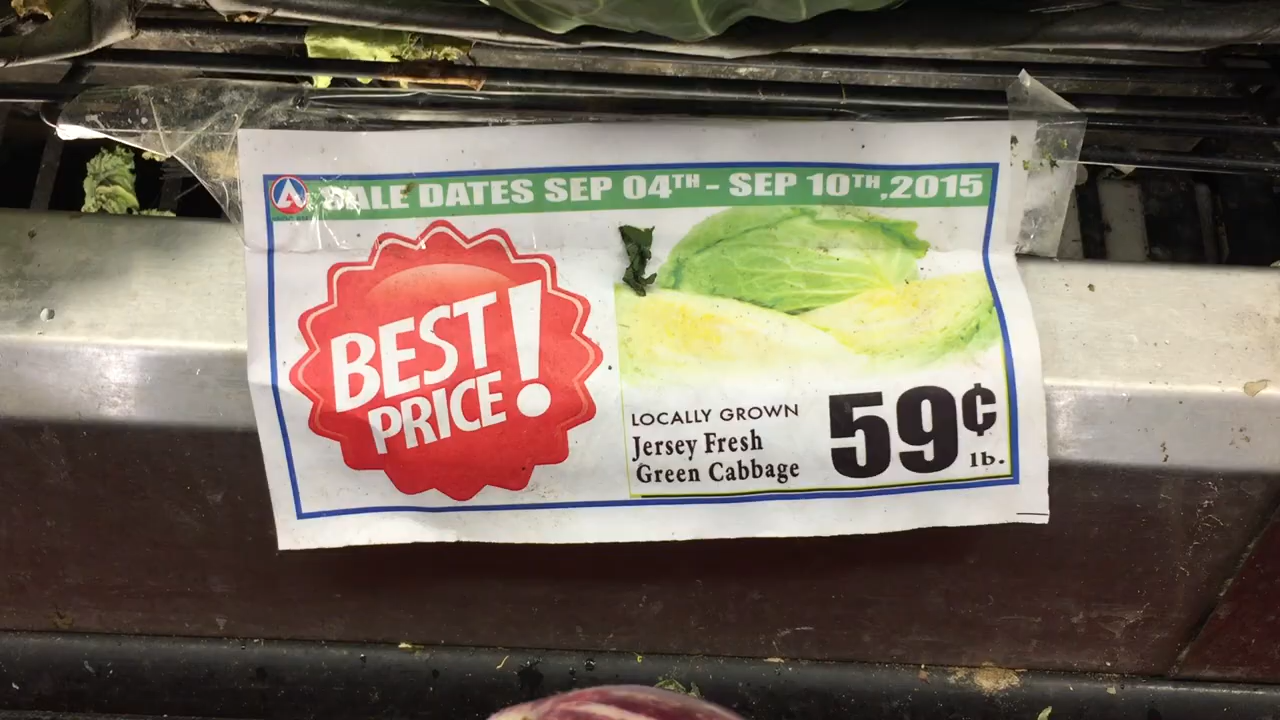 SALE DATES SEP 04TH - SEP 10TH, 2015
BEST
PRICE!
LOCALLY GROWN
Jersey Fresh
Green Cabbage
59¢
lb.